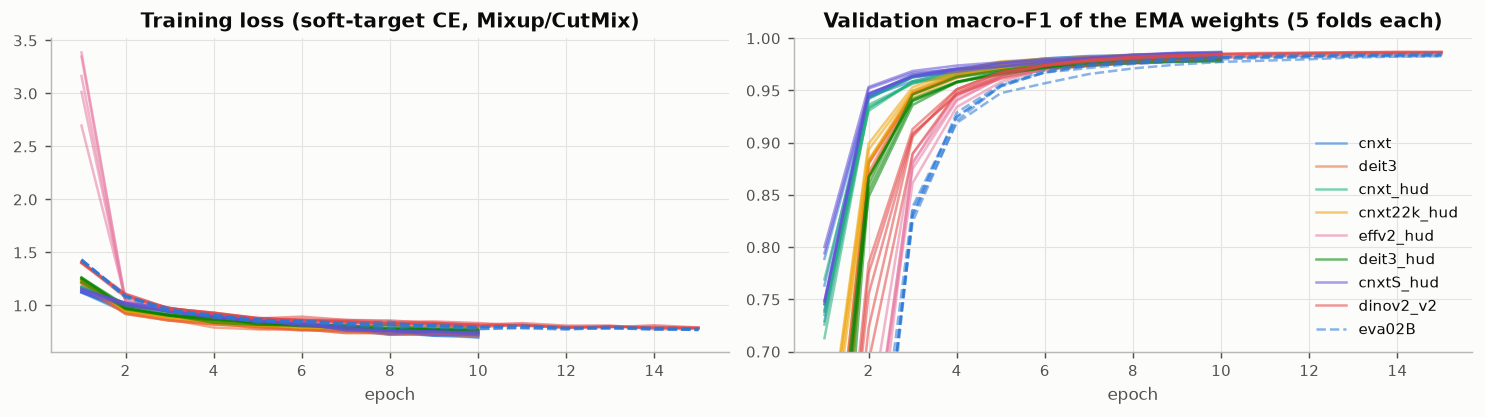 Training loss (soft-target CE, Mixup/CutMix)
3.5
3.0
2.5
2.0
1.5
1.0
2 4 6 8 10 12 14
epoch
Validation macro-F1 of the EMA weights (5 folds each)
1.00
0.95
0.90
0.85
0.80
0.75
0.70
cnxt
deit3
cnxt_hud
cnxt22k_hud
effv2_hud
deit3_hud
cnxtS_hud
dinov2_v2
eva02B
2 4 6 8 10 12 14
epoch